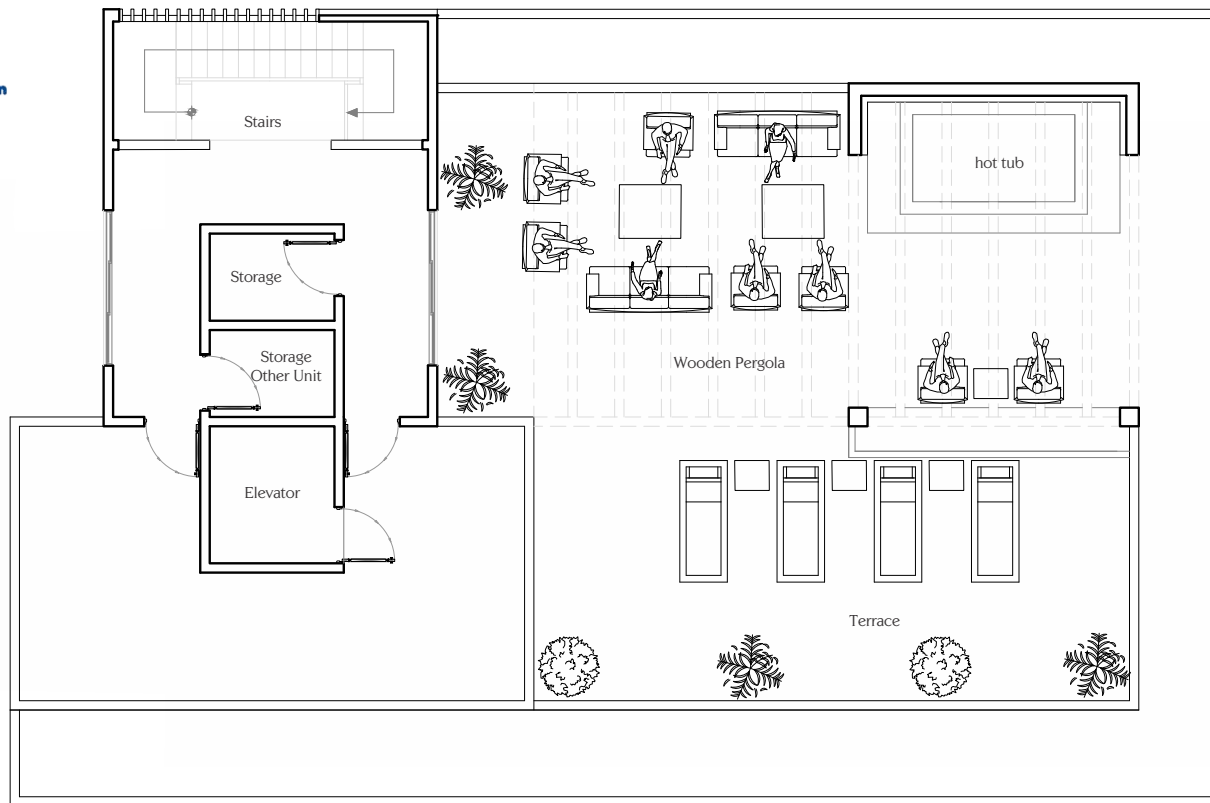 Stairs
hot tub
Storage
Storage
Other Unit
Wooden Pergola
Elevator
Terrace